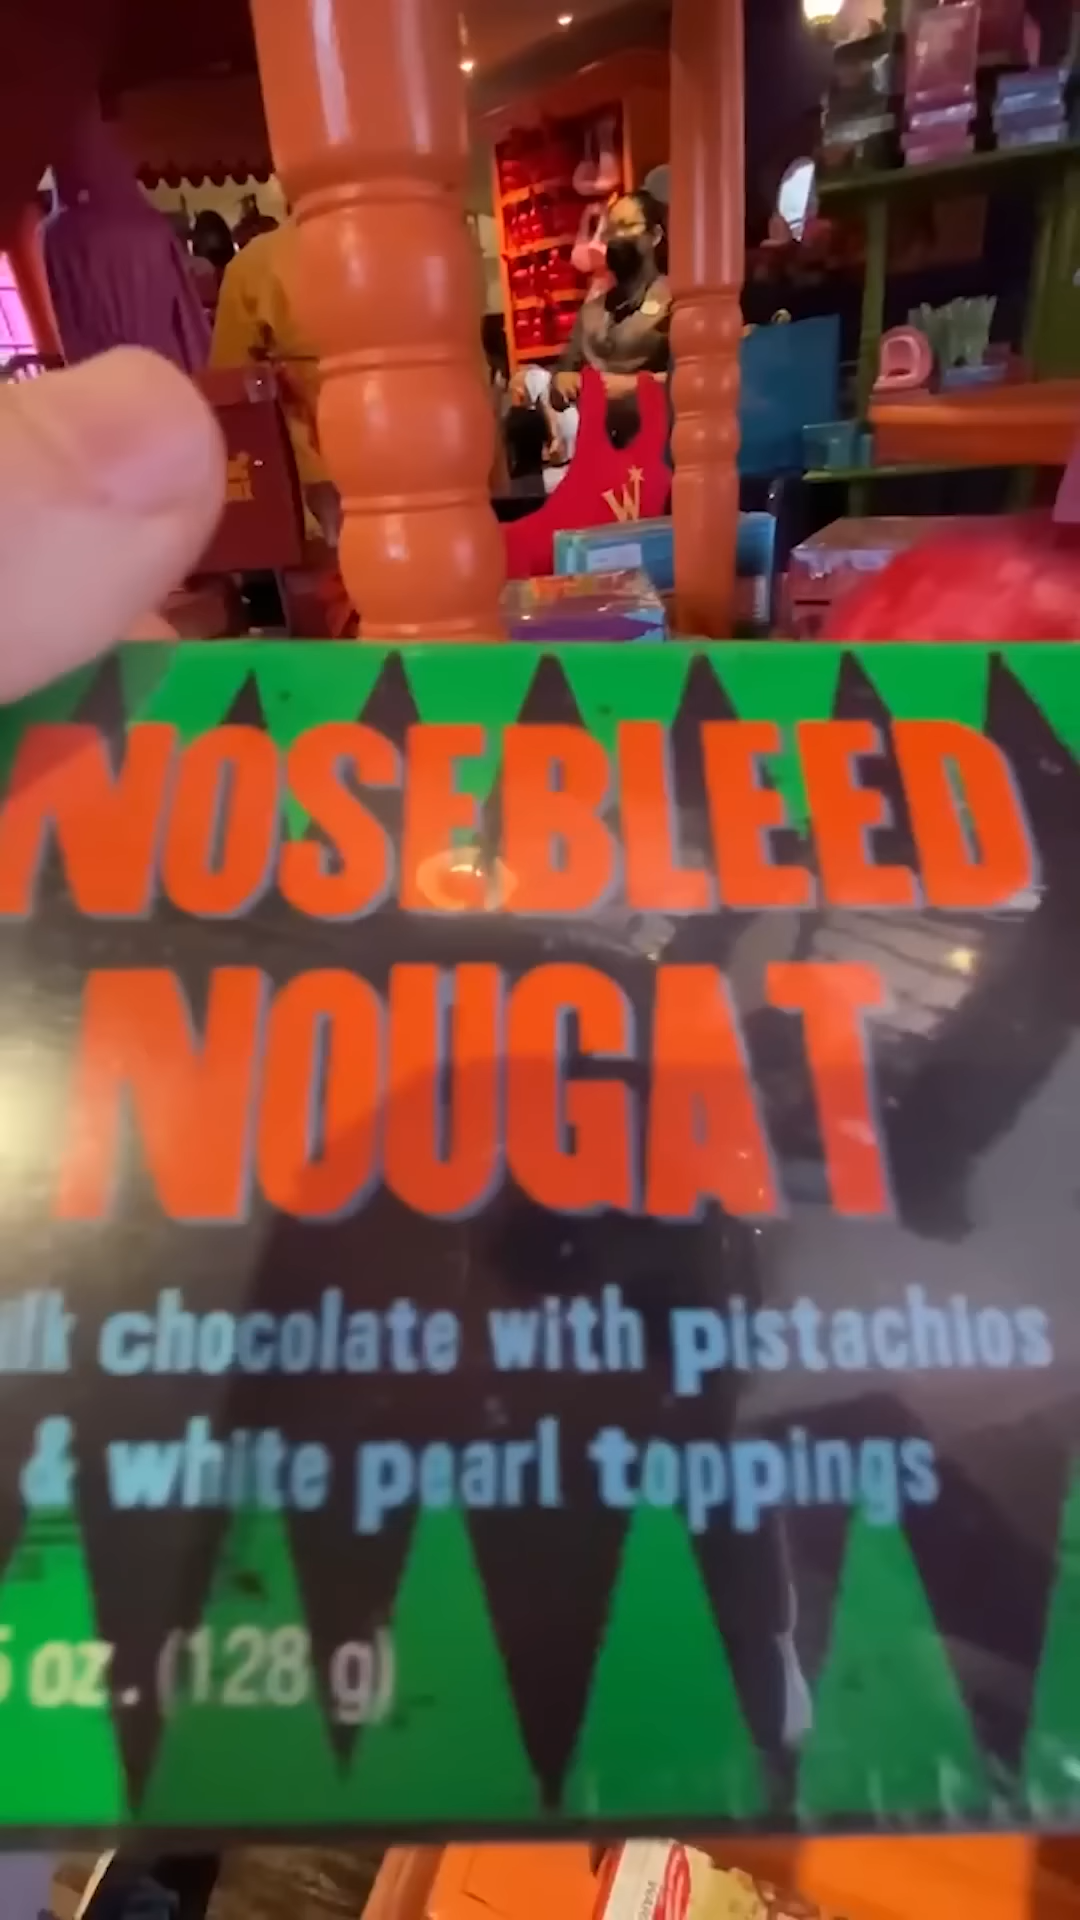 W
NOSEBLEED
NOUGAT
chocolate with pistachios
& white pearl toppings
oz. (128 g)